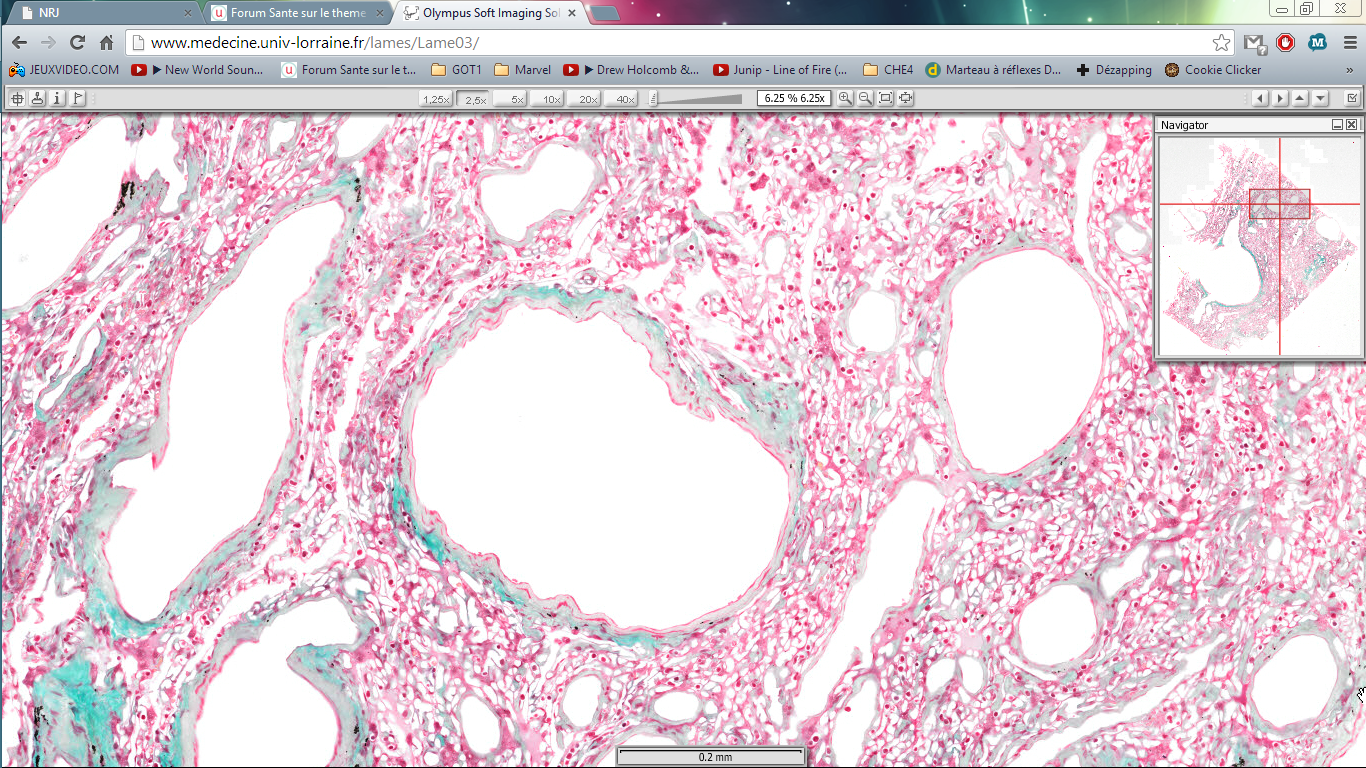 NRJ
Forum Sante sur le theme
Olympus Soft Imaging Sol
www.medecine.univ-lorraine.fr/lames/Lame03/
JEUXVIDEO.COM
▶ New World Soun...
Forum Sante sur le t...
GOT1
Marvel
▶ Drew Holcomb &...
Junip - Line of Fire (...
CHE4
Marteau à réflexes D...
Dézapping
Cookie Clicker
»
1,25x
2,5x
5x
10x
20x
40x
6.25 % 6.25x
Navigator
0.2 mm